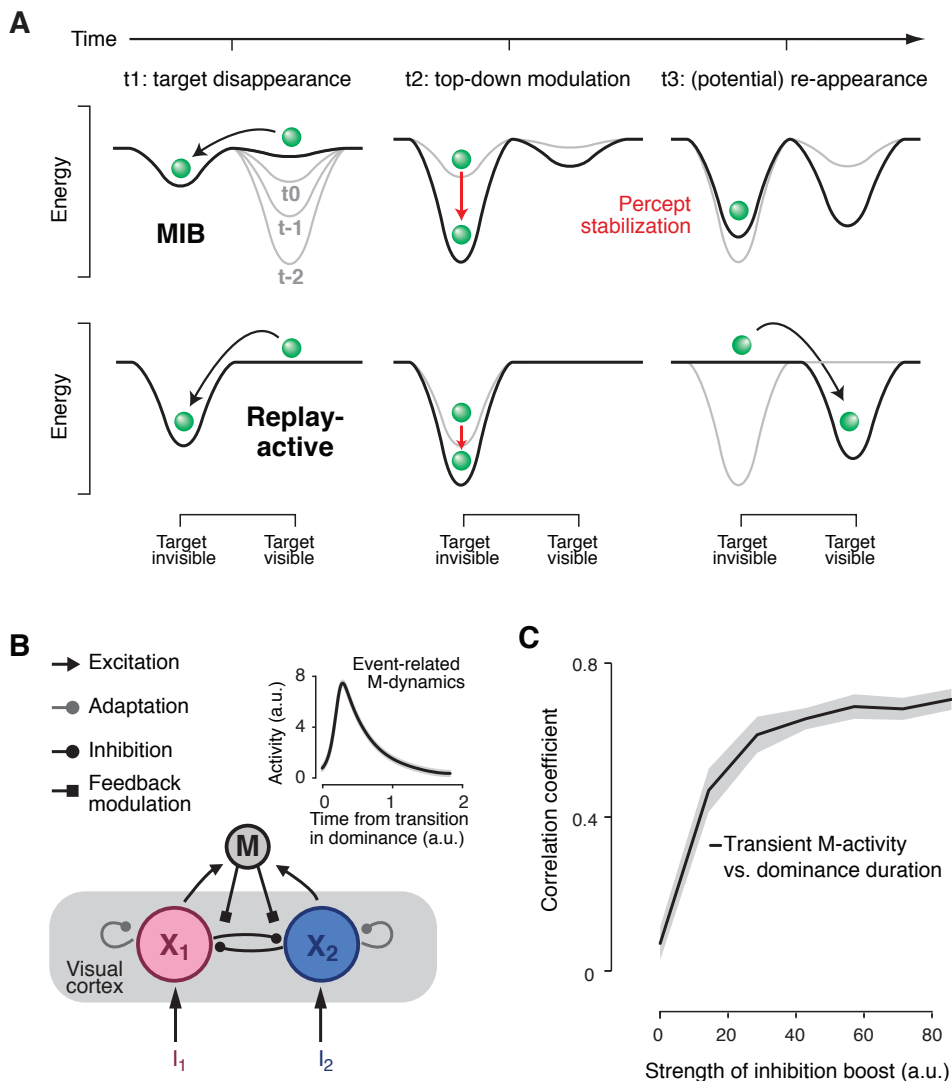 A
Time
t1: target disappearance
t2: top-down modulation
t3: (potential) re-appearance
Energy
t0
t-1
t-2
MIB
Percept
stabilization
Energy
Replay-
active
Target
invisible
Target
visible
Target
invisible
Target
visible
Target
invisible
Target
visible
B
Excitation
Adaptation
Inhibition
Feedback
modulation
Event-related
M-dynamics
Activity (a.u.)
8
4
0
0
1
2
Time from transition
in dominance (a.u.)
M
X1
X2
Visual
cortex
I1
I2
C
Correlation coefficient
0.8
0.4
0
Transient M-activity
vs. dominance duration
0
20
40
60
80
Strength of inhibition boost (a.u.)